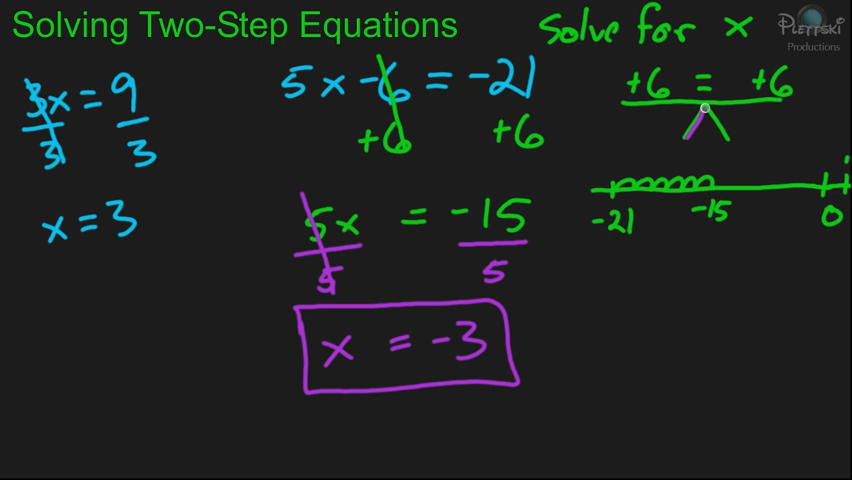 Solving Two-Step Equations
Solve for x
PLETTSKI
Productions
3x = 9
3 3
x = 3
5x - 6 = -21
+6 +6
5x = -15
5 5
x = -3
+6 = +6
-21 -15 0